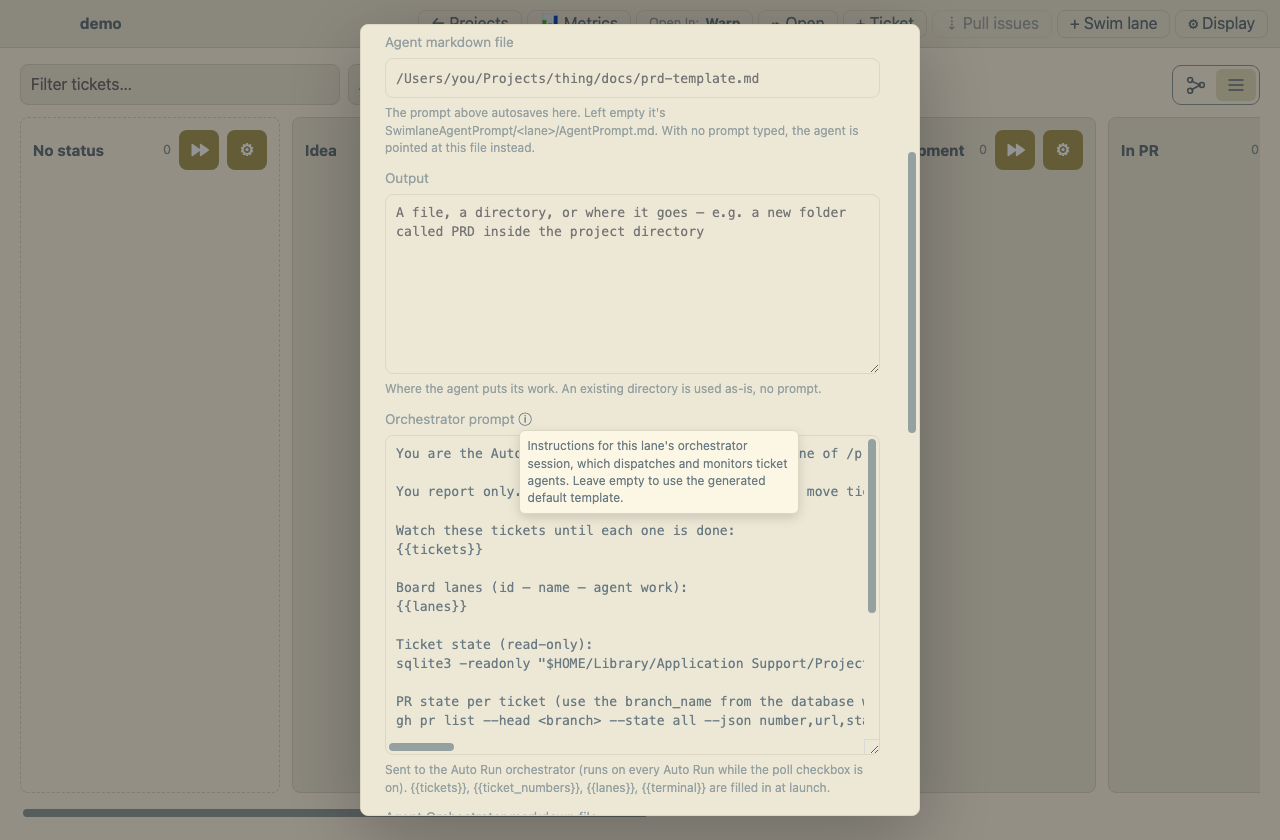 demo
← Projects
Metrics
Open In: Warp
Open
+ Ticket
Pull issues
+ Swim lane
Display
Filter tickets...
No status
0
Idea
0
In PR
0
Agent markdown file
/Users/you/Projects/thing/docs/prd-template.md
The prompt above autosaves here. Left empty it's
SwimlaneAgentPrompt/<lane>/AgentPrompt.md. With no prompt typed, the agent is
pointed at this file instead.
Output
A file, a directory, or where it goes — e.g. a new folder
called PRD inside the project directory
Where the agent puts its work. An existing directory is used as-is, no prompt.
Orchestrator prompt ⓘ
Instructions for this lane's orchestrator
session, which dispatches and monitors ticket
agents. Leave empty to use the generated
default template.
You are the
You report only.
Watch these tickets until each one is done:
{{tickets}}
Board lanes (id — name — agent work):
{{lanes}}
Ticket state (read-only):
sqlite3 -readonly "$HOME/Library/Application Support/Project
PR state per ticket (use the branch_name from the database
gh pr list --head <branch> --state all --json number,url,sta
Sent to the Auto Run orchestrator (runs on every Auto Run while the poll checkbox is
on). {{tickets}}, {{ticket_numbers}}, {{lanes}}, {{terminal}} are filled in at launch.